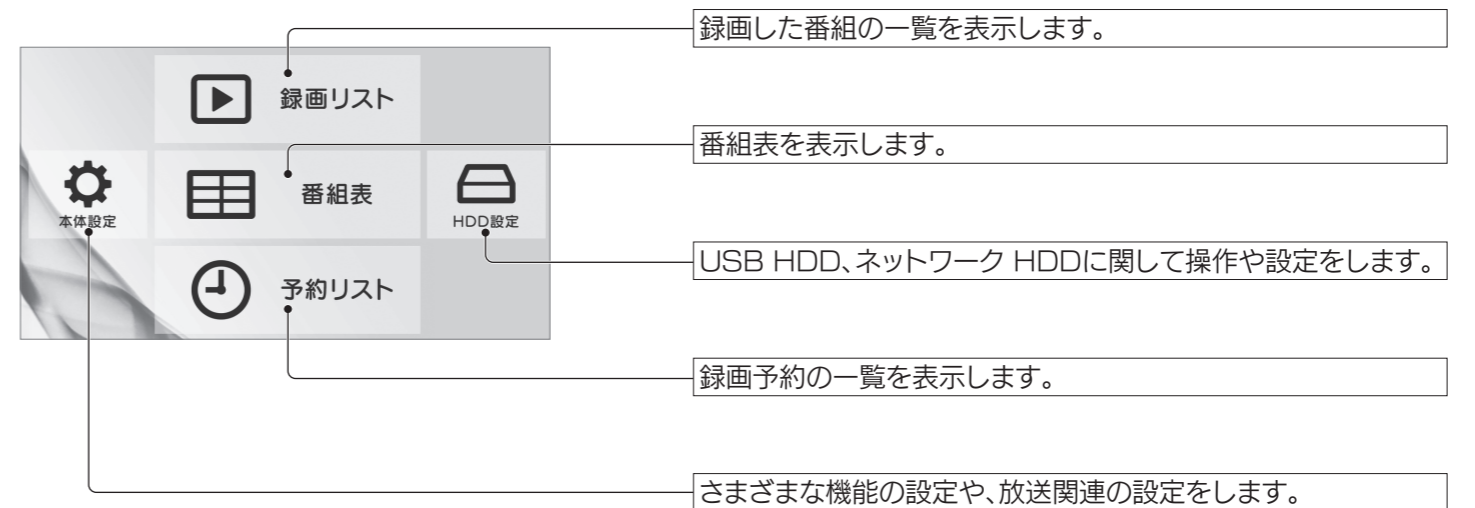 録画した番組の一覧を表示します。
録画リスト
番組表を表示します。
本体設定
番組表
HDD設定
USB HDD、ネットワーク HDDに関して操作や設定をします。
予約リスト
録画予約の一覧を表示します。
さまざまな機能の設定や、放送関連の設定をします。